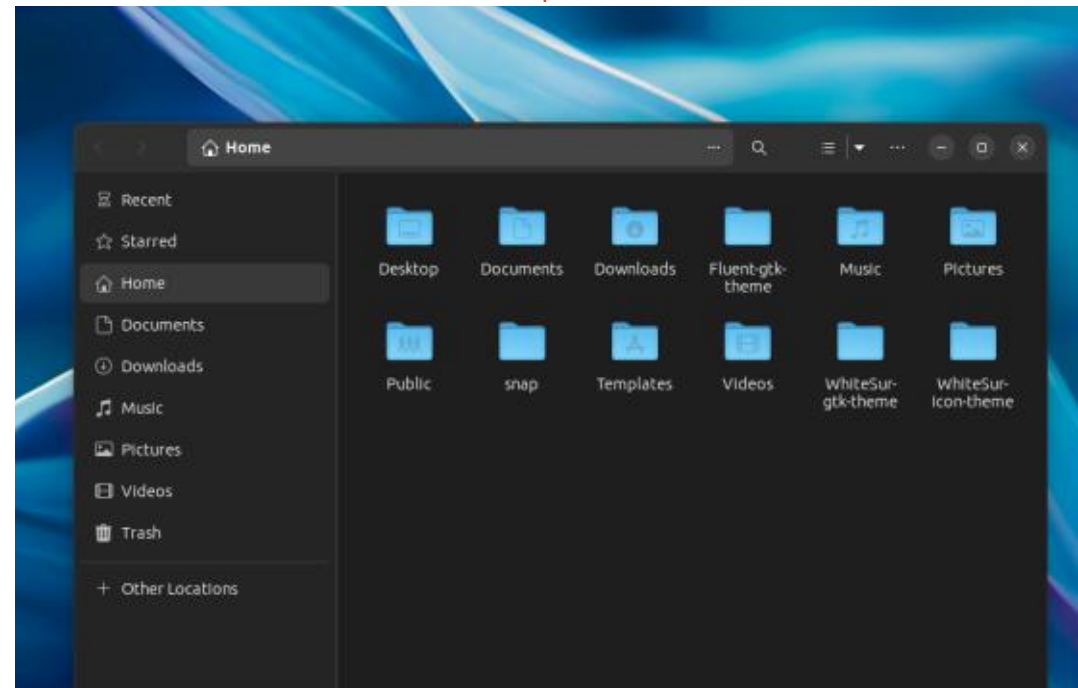 Home
Recent
Starred
Home
Documents
Downloads
Music
Pictures
Videos
Trash
+ Other Locations
Desktop
Documents
Downloads
Fluent-gtk-
theme
Music
Pictures
Public
snap
Templates
Videos
WhiteSur-
gtk-theme
WhiteSur-
icon-theme